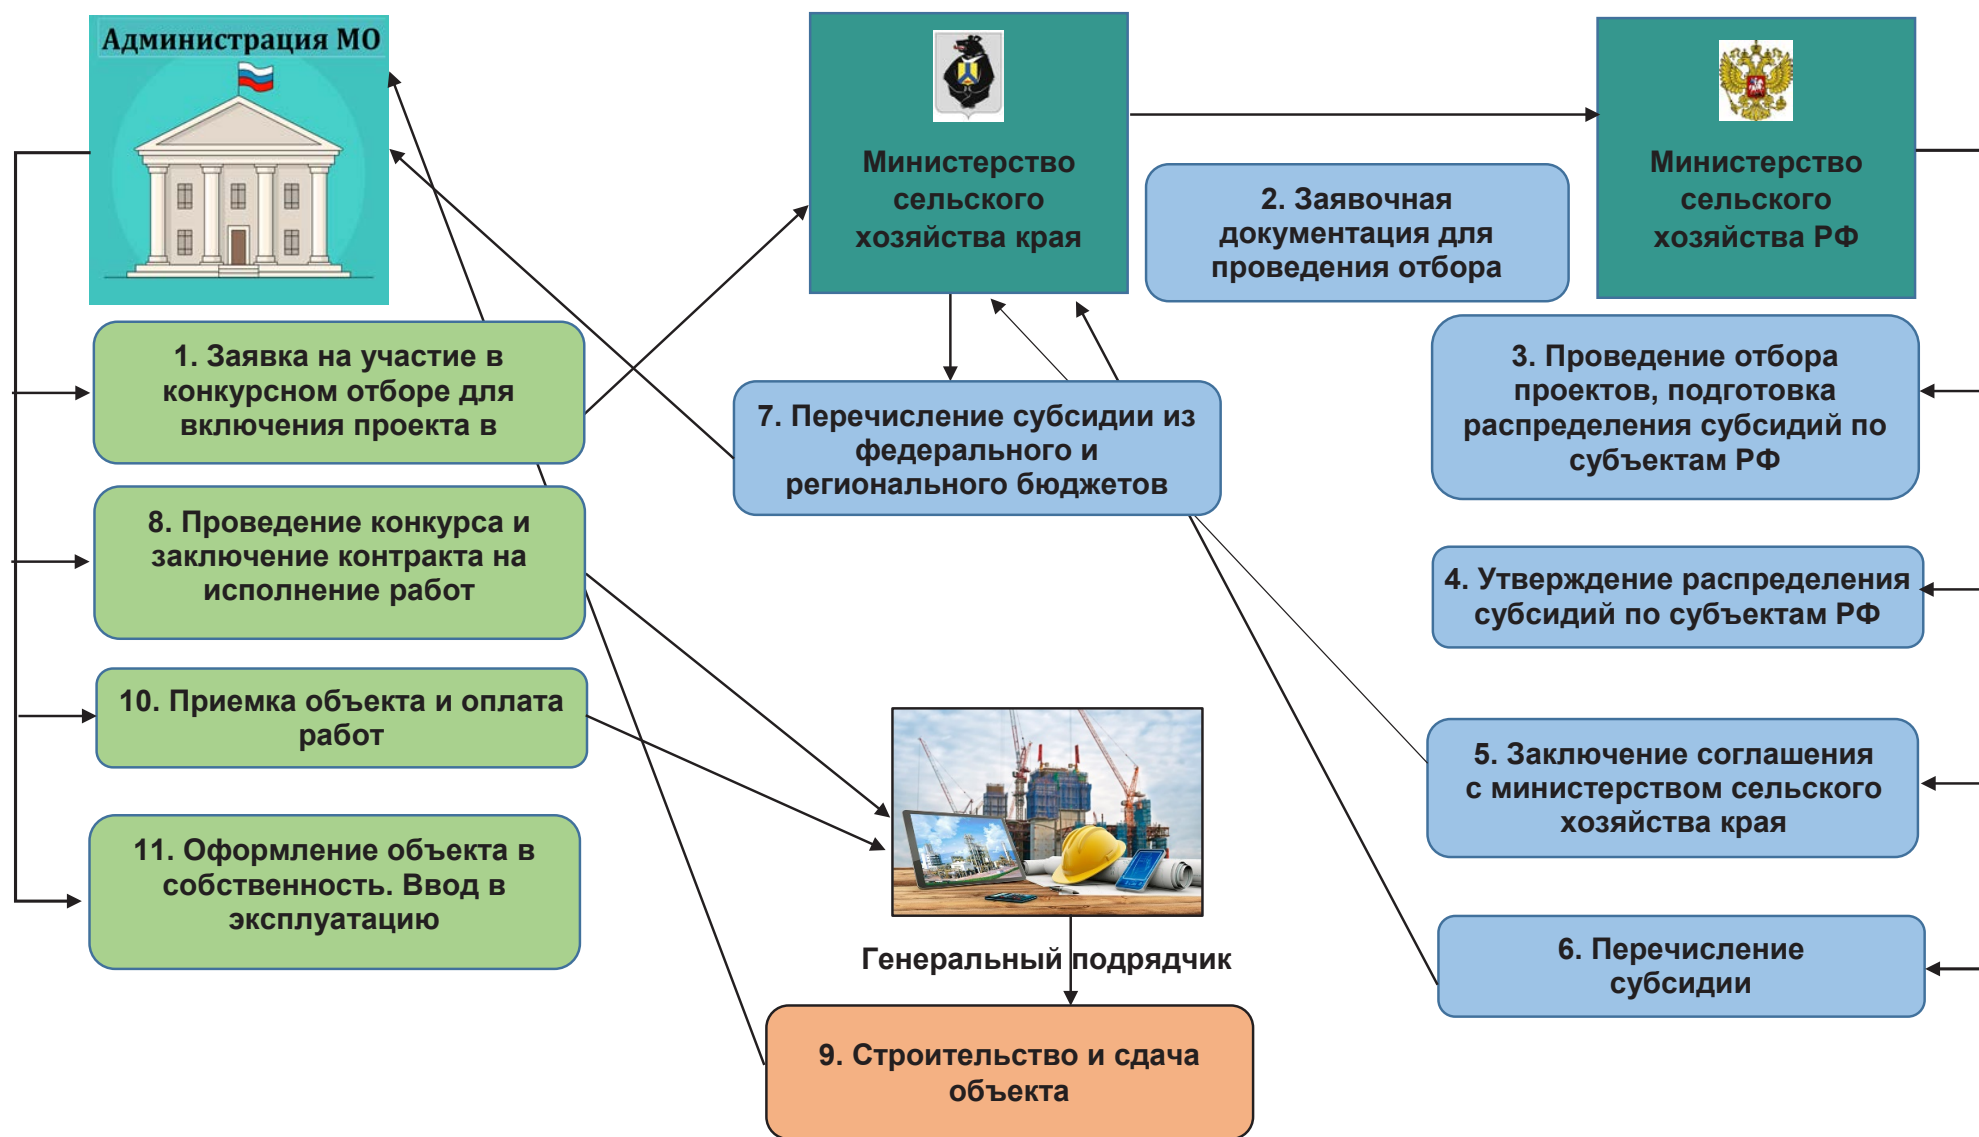 Администрация МО
Министерство
сельского
хозяйства края
Министерство
сельского
хозяйства РФ
2. Заявочная
документация для
проведения отбора
1. Заявка на участие в
конкурсном отборе для
включения проекта в
7. Перечисление субсидии из
федерального и
регионального бюджетов
3. Проведение отбора
проектов, подготовка
распределения субсидий по
субъектам РФ
8. Проведение конкурса и
заключение контракта на
исполнение работ
4. Утверждение распределения
субсидий по субъектам РФ
10. Приемка объекта и оплата
работ
5. Заключение соглашения
с министерством сельского
хозяйства края
11. Оформление объекта в
собственность. Ввод в
эксплуатацию
Генеральный подрядчик
6. Перечисление
субсидии
9. Строительство и сдача
объекта